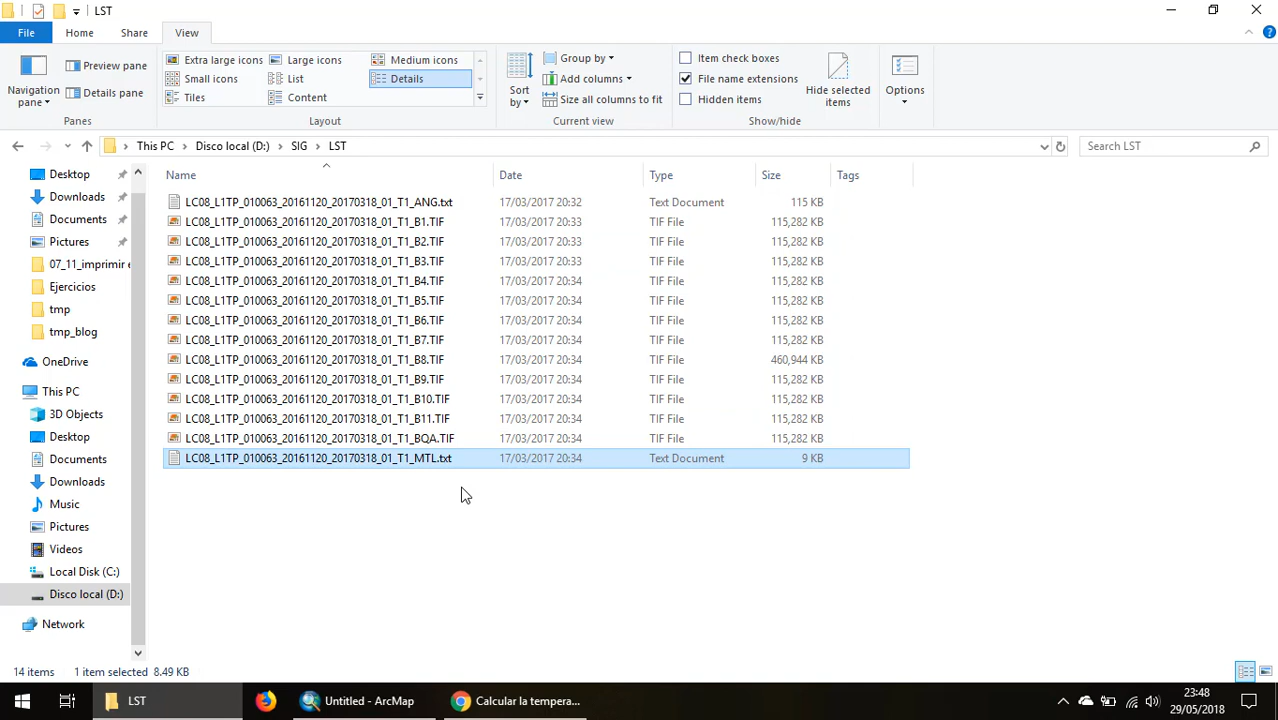 LST
File
Home
Share
View
Navigation pane
Preview pane
Details pane
Panes
Extra large icons
Large icons
Medium icons
Small icons
List
Details
Tiles
Content
Layout
Sort by
Group by
Add columns
Size all columns to fit
Current view
Item check boxes
File name extensions
Hidden items
Hide selected items
Show/hide
Options
This PC > Disco local (D:) > SIG > LST
Search LST
Name Date Type Size Tags
LC08_L1TP_010063_20161120_20170318_01_T1_ANG.txt 17/03/2017 20:32 Text Document 115 KB
LC08_L1TP_010063_20161120_20170318_01_T1_B1.TIF 17/03/2017 20:33 TIF File 115,282 KB
LC08_L1TP_010063_20161120_20170318_01_T1_B2.TIF 17/03/2017 20:33 TIF File 115,282 KB
LC08_L1TP_010063_20161120_20170318_01_T1_B3.TIF 17/03/2017 20:33 TIF File 115,282 KB
LC08_L1TP_010063_20161120_20170318_01_T1_B4.TIF 17/03/2017 20:34 TIF File 115,282 KB
LC08_L1TP_010063_20161120_20170318_01_T1_B5.TIF 17/03/2017 20:34 TIF File 115,282 KB
LC08_L1TP_010063_20161120_20170318_01_T1_B6.TIF 17/03/2017 20:34 TIF File 115,282 KB
LC08_L1TP_010063_20161120_20170318_01_T1_B7.TIF 17/03/2017 20:34 TIF File 115,282 KB
LC08_L1TP_010063_20161120_20170318_01_T1_B8.TIF 17/03/2017 20:34 TIF File 460,944 KB
LC08_L1TP_010063_20161120_20170318_01_T1_B9.TIF 17/03/2017 20:34 TIF File 115,282 KB
LC08_L1TP_010063_20161120_20170318_01_T1_B10.TIF 17/03/2017 20:34 TIF File 115,282 KB
LC08_L1TP_010063_20161120_20170318_01_T1_B11.TIF 17/03/2017 20:34 TIF File 115,282 KB
LC08_L1TP_010063_20161120_20170318_01_T1_BQA.TIF 17/03/2017 20:34 TIF File 115,282 KB
LC08_L1TP_010063_20161120_20170318_01_T1_MTL.txt 17/03/2017 20:34 Text Document 9 KB
Desktop
Downloads
Documents
Pictures
07_11_imprimir e
Ejercicios
tmp
tmp_blog
OneDrive
This PC
3D Objects
Desktop
Documents
Downloads
Music
Pictures
Videos
Local Disk (C:)
Disco local (D:)
Network
14 items 1 item selected 8.49 KB
LST
Untitled - ArcMap
Calcular la tempera...
23:48
29/05/2018